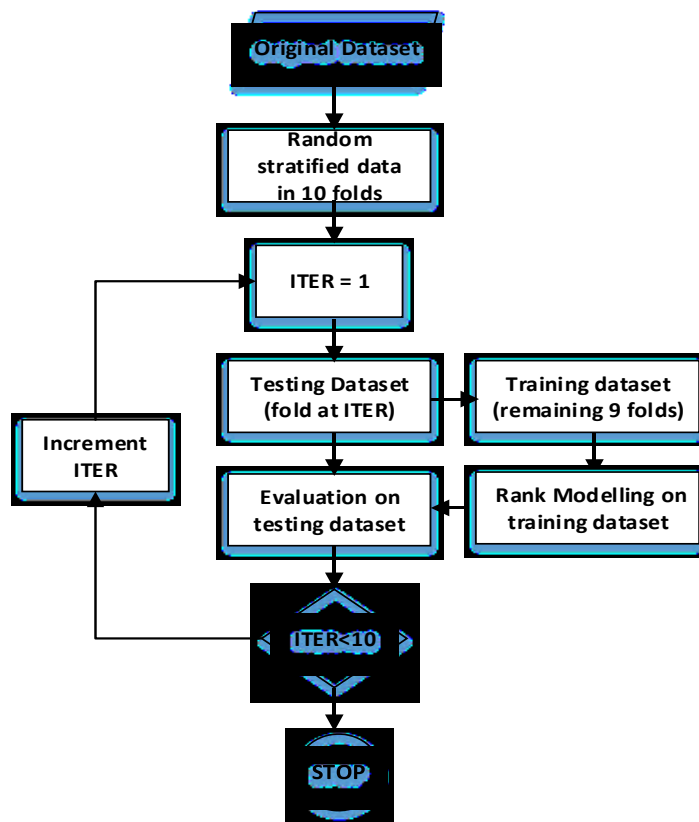 Original Dataset
Random
stratified data
in 10 folds
ITER = 1
Testing Dataset
(fold at ITER)
Training dataset
(remaining 9 folds)
Increment
ITER
Evaluation on
testing dataset
Rank Modelling on
training dataset
ITER<10
STOP